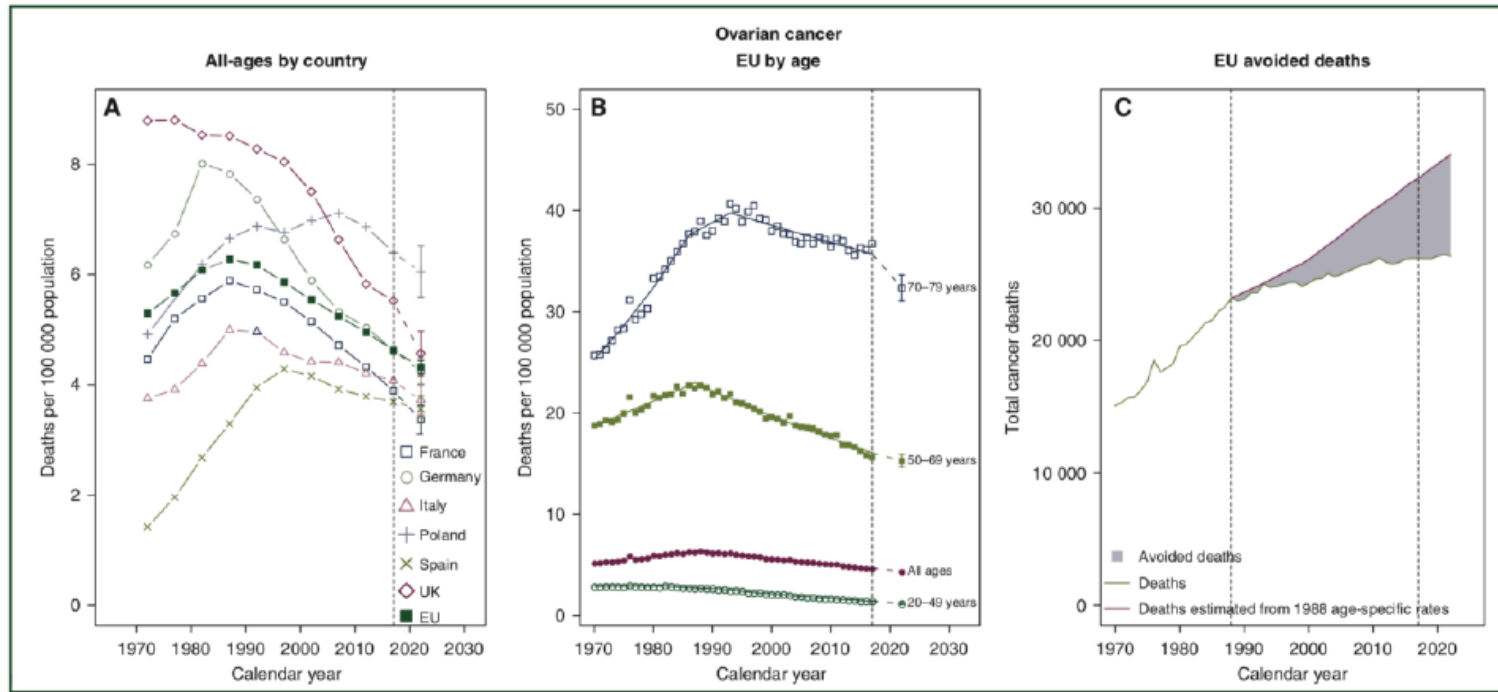 Ovarian cancer
All-ages by country
EU by age
EU avoided deaths
A
Deaths per 100 000 population
8
6
4
2
0
1970 1980 1990 2000 2010 2020 2030
Calendar year
France
Germany
Italy
Poland
Spain
UK
EU
B
Deaths per 100 000 population
50
40
30
20
10
0
70–79 years
50–69 years
All ages
20–49 years
1970 1980 1990 2000 2010 2020 2030
Calendar year
C
Total cancer deaths
30 000
20 000
10 000
0
Avoided deaths
Deaths
Deaths estimated from 1988 age-specific rates
1970 1980 1990 2000 2010 2020
Calendar year